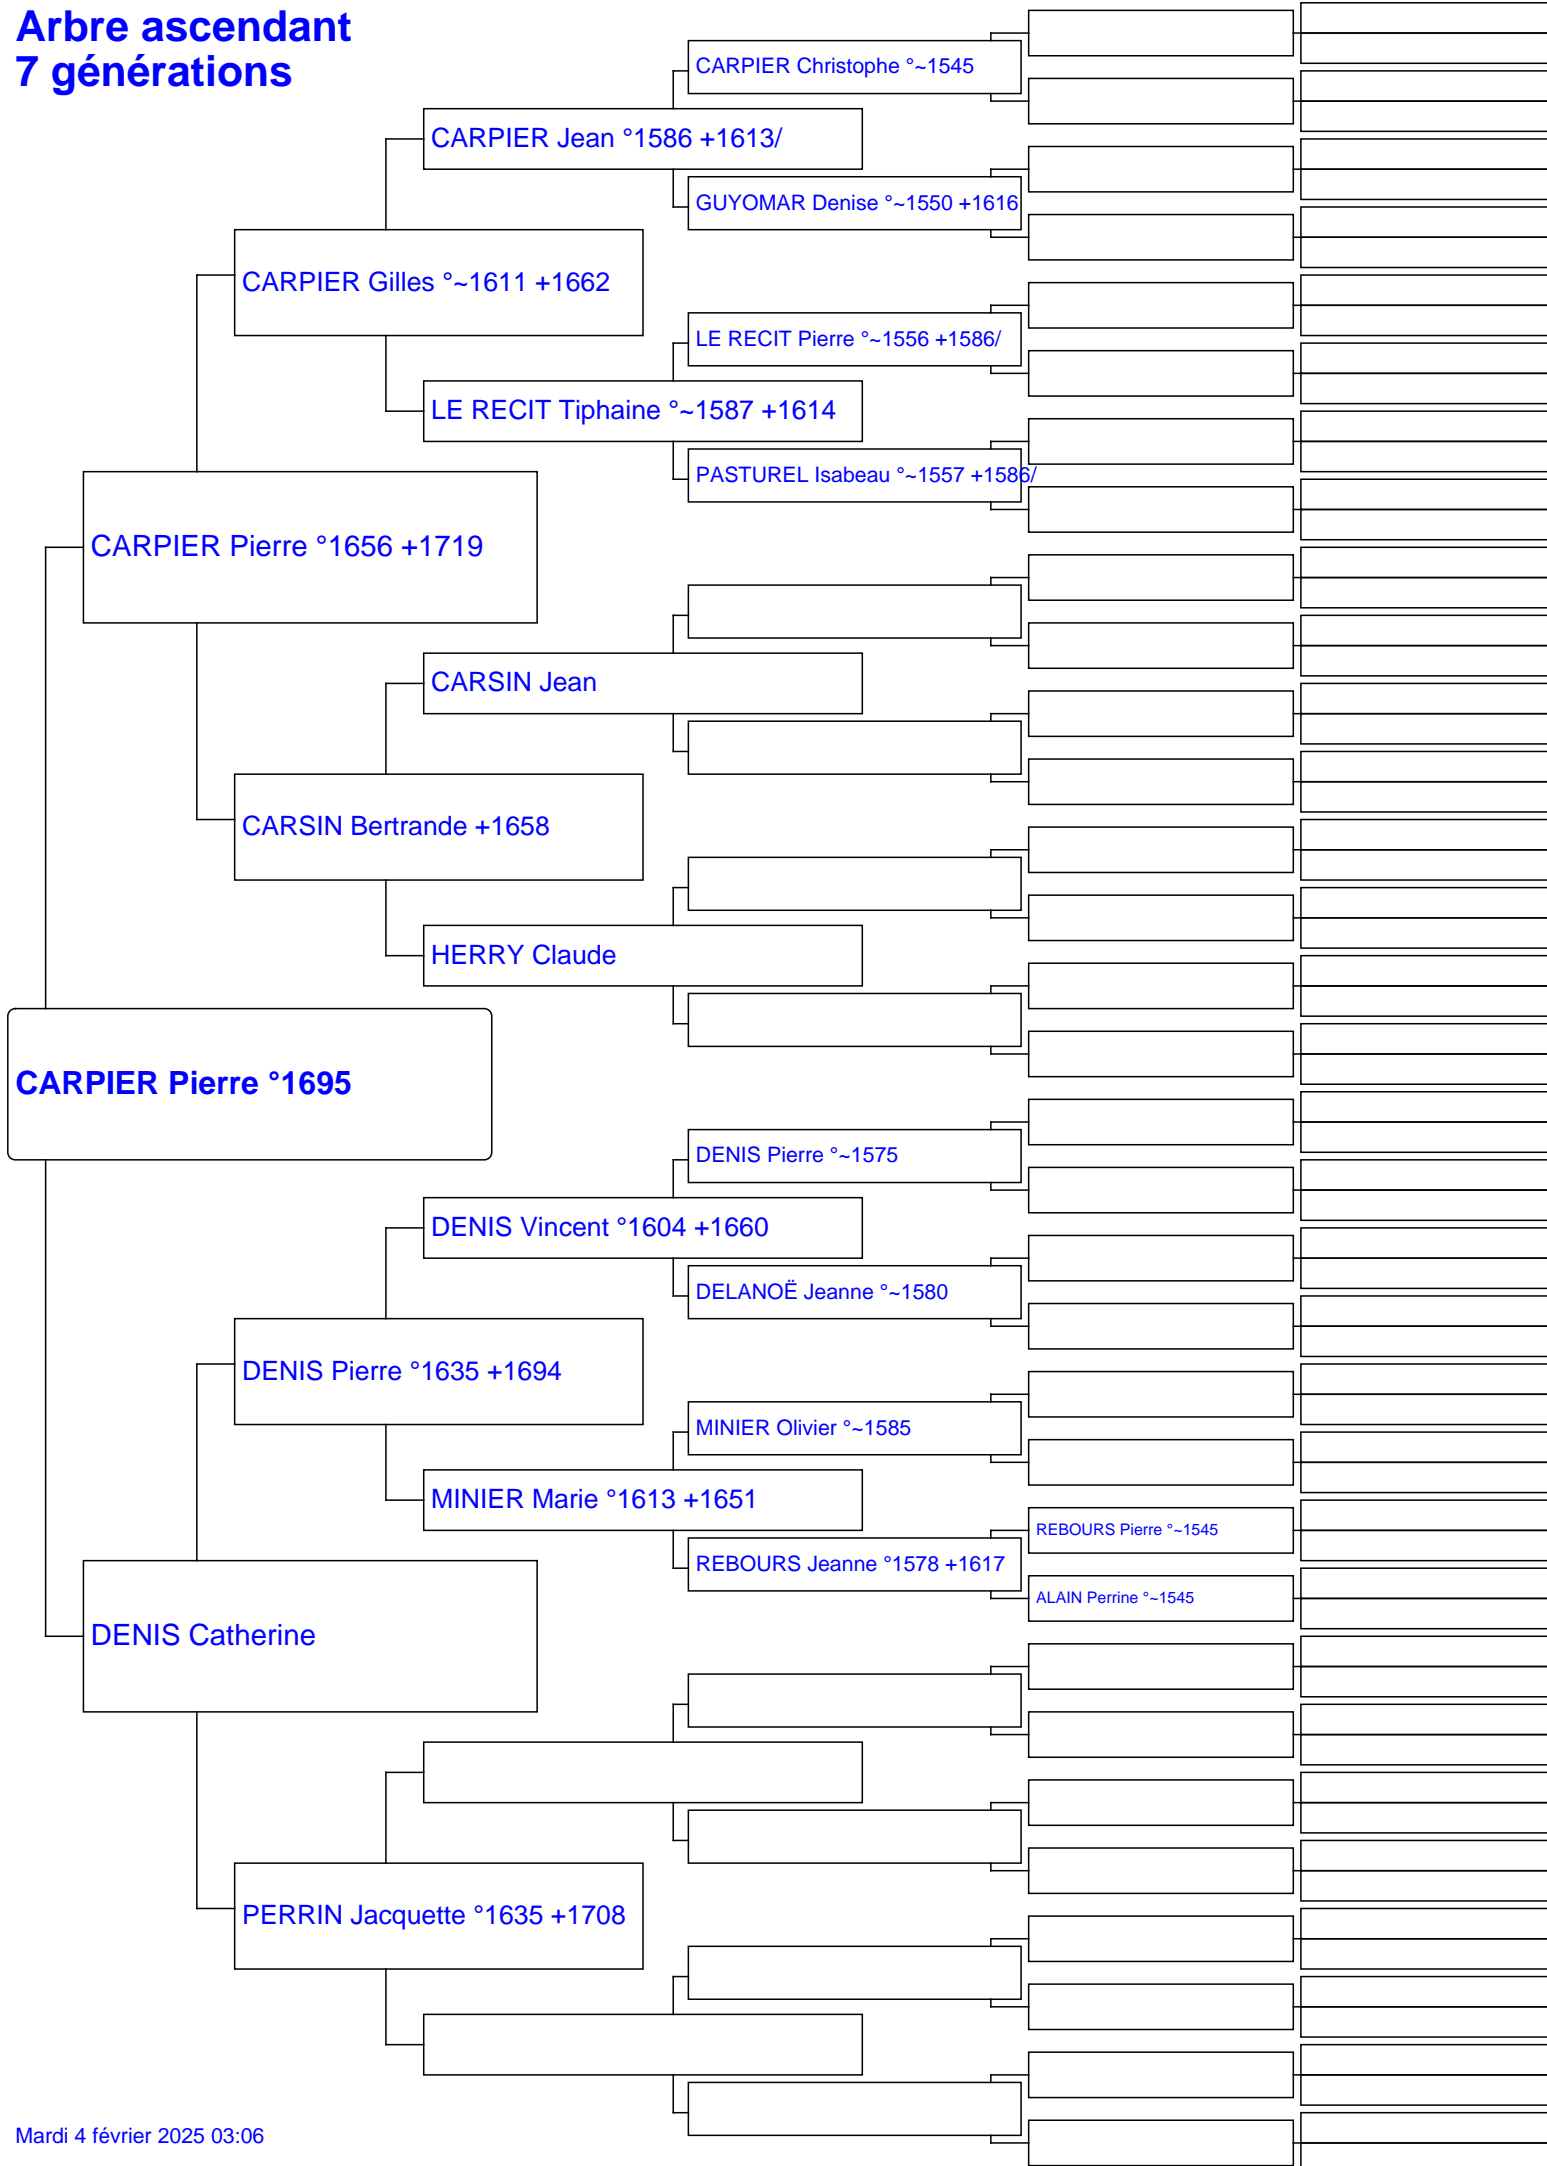 Arbre ascendant
7 générations
CARPIER Christophe °~1545
CARPIER Jean °1586 +1613/
GUYOMAR Denise °~1550 +1616
CARPIER Gilles °~1611 +1662
LE RECIT Pierre °~1556 +1586/
LE RECIT Tiphaine °~1587 +1614
PASTUREL Isabeau °~1557 +1586/
CARPIER Pierre °1656 +1719
CARSIN Jean
CARSIN Bertrande +1658
HERRY Claude
CARPIER Pierre °1695
DENIS Pierre °~1575
DENIS Vincent °1604 +1660
DELANOË Jeanne °~1580
DENIS Pierre °1635 +1694
MINIER Olivier °~1585
MINIER Marie °1613 +1651
REBOURS Pierre °~1545
REBOURS Jeanne °1578 +1617
ALAIN Perrine °~1545
DENIS Catherine
PERRIN Jacquette °1635 +1708
Mardi 4 février 2025 03:06